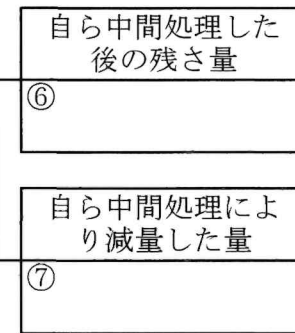 自ら中間処理した
後の残さ量
⑥
自ら中間処理によ
り減量した量
⑦